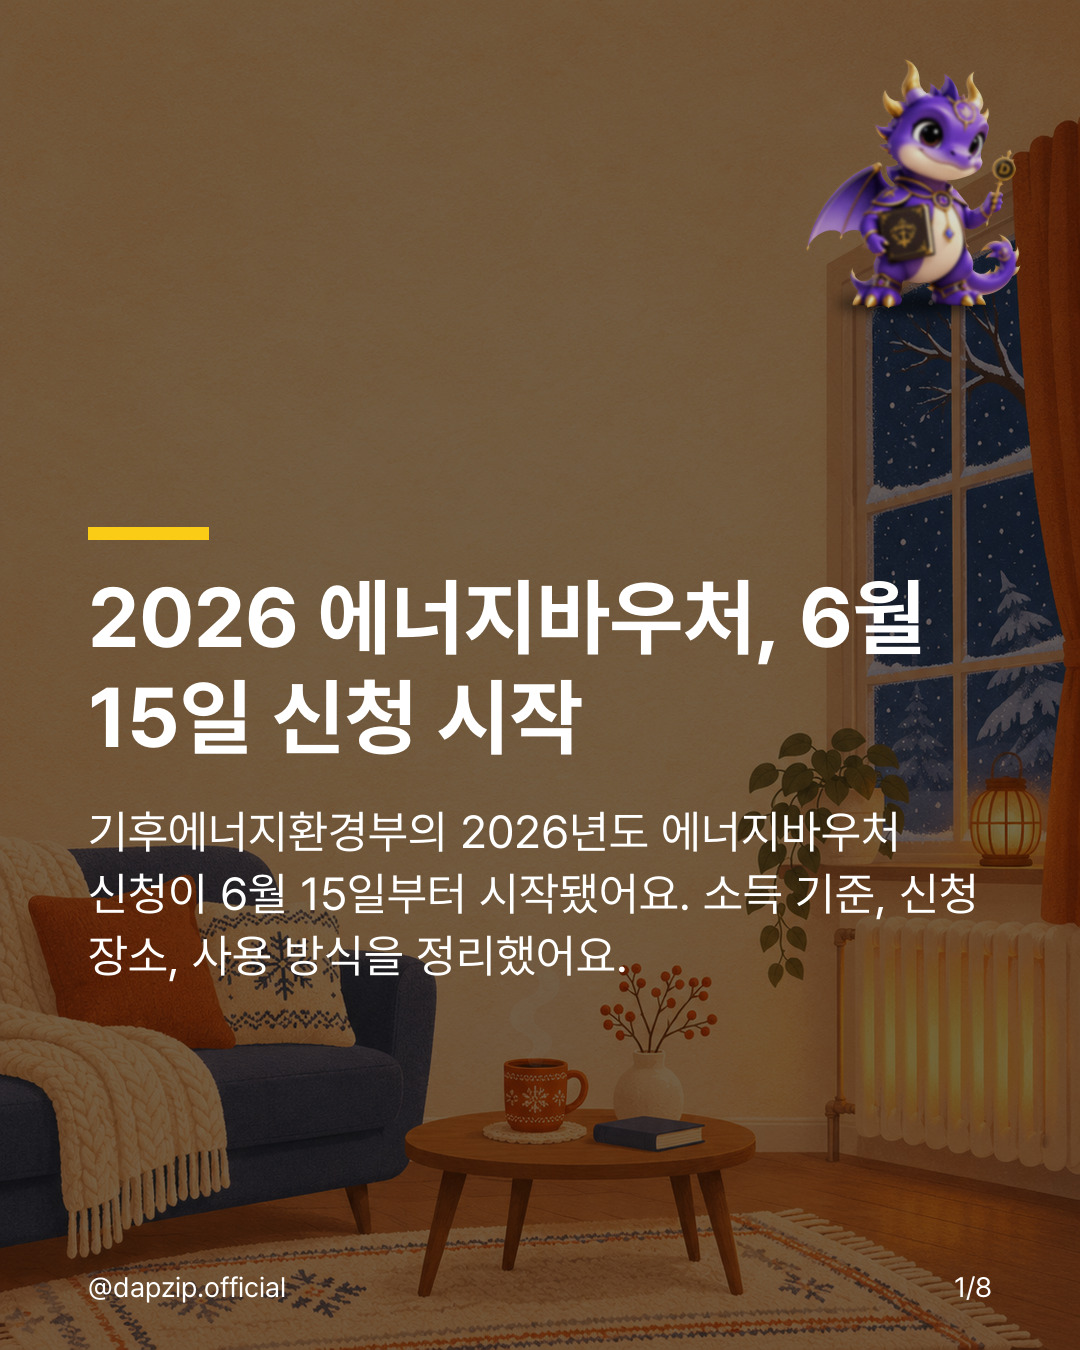 2026 에너지바우처, 6월
15일 신청 시작
기후에너지환경부의 2026년도 에너지바우처
신청이 6월 15일부터 시작됐어요. 소득 기준, 신청
장소, 사용 방식을 정리했어요.
@dapzip.official
1/8